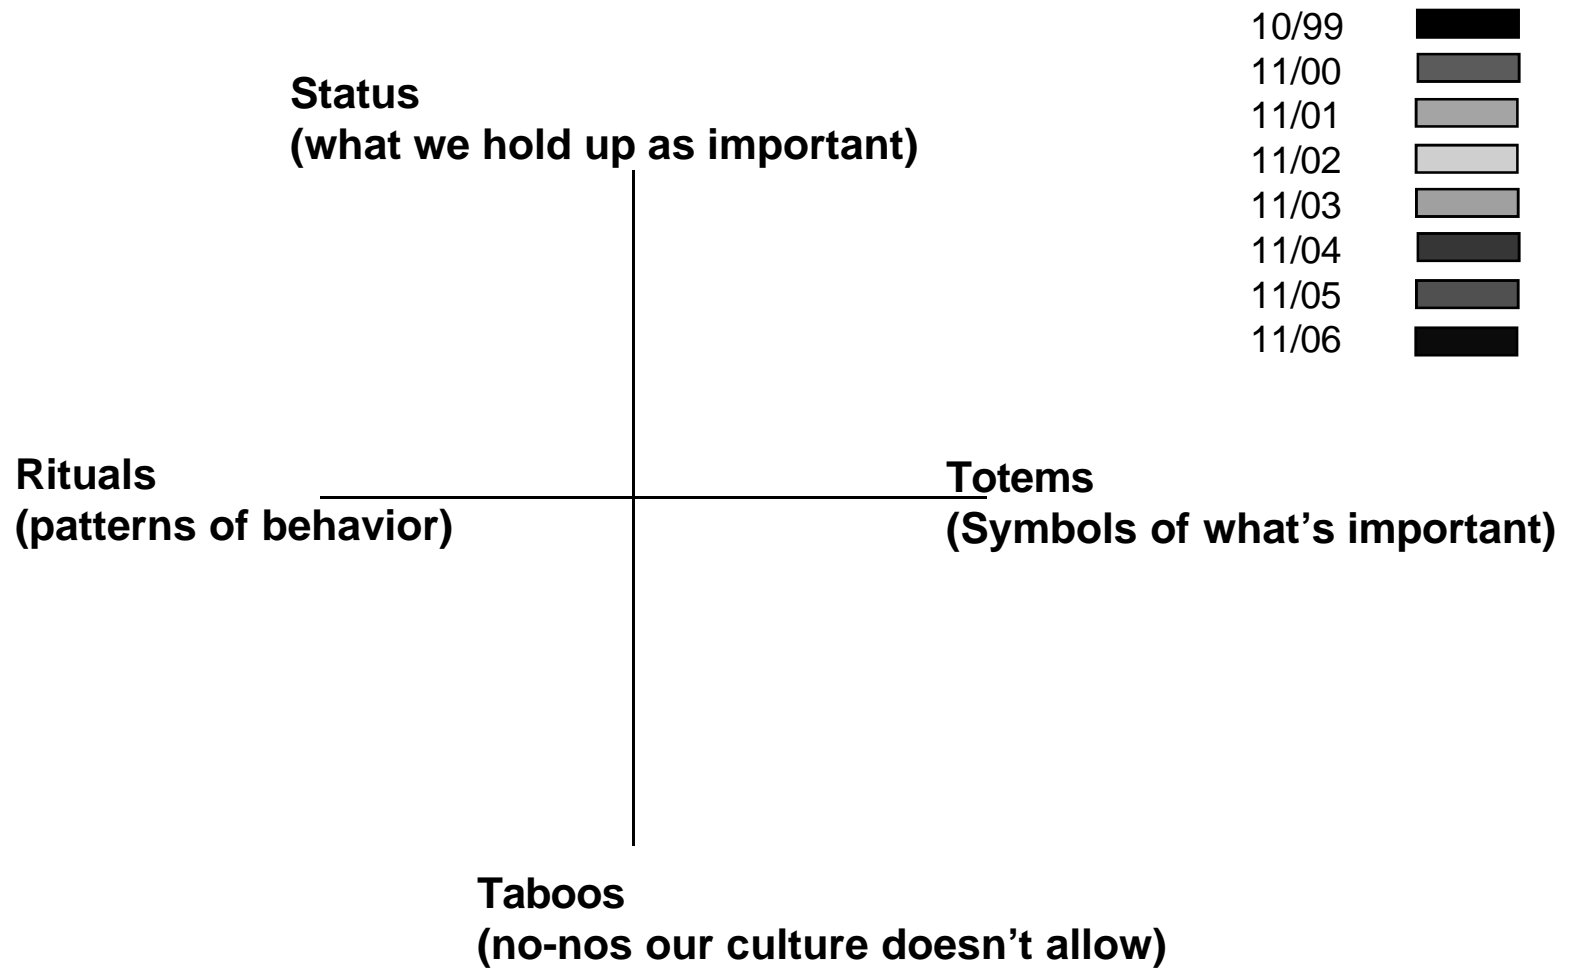 10/99
11/00
11/01
11/02
11/03
11/04
11/05
11/06
Status
(what we hold up as important)
Rituals
(patterns of behavior)
Totems
(Symbols of what’s important)
Taboos
(no-nos our culture doesn’t allow)